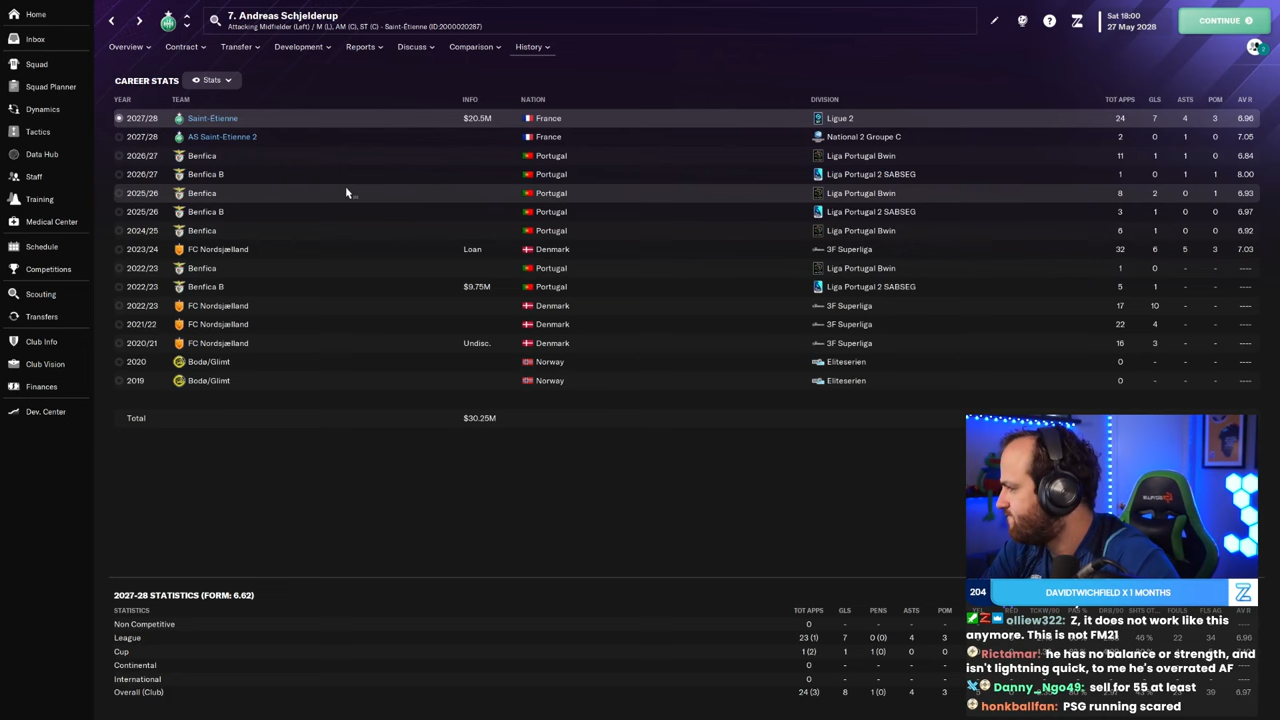 Home
Inbox
Squad
Squad Planner
Dynamics
Tactics
Data Hub
Staff
Training
Medical Center
Schedule
Competitions
Scouting
Transfers
Club Info
Club Vision
Finances
Dev. Center
7. Andreas Schjelderup
Attacking Midfielder (Left) / M (L), AM (C), ST (C) - Saint-Étienne (ID:2000020287)
Sat 18:00
27 May 2028
CONTINUE
2
Overview Contract Transfer Development Reports Discuss Comparison History
CAREER STATS Stats
YEAR TEAM INFO NATION DIVISION TOT APPS GLS ASTS POM AV R
2027/28 Saint-Étienne $20.5M France Ligue 2 24 7 4 3 6.96
2027/28 AS Saint-Etienne 2 France National 2 Groupe C 2 0 1 0 7.05
2026/27 Benfica Portugal Liga Portugal Bwin 11 1 1 0 6.84
2026/27 Benfica B Portugal Liga Portugal 2 SABSEG 1 0 1 1 8.00
2025/26 Benfica Portugal Liga Portugal Bwin 8 2 0 1 6.93
2025/26 Benfica B Portugal Liga Portugal 2 SABSEG 3 1 0 0 6.97
2024/25 Benfica Portugal Liga Portugal Bwin 6 1 0 0 6.92
2023/24 FC Nordsjælland Loan Denmark 3F Superliga 32 6 5 3 7.03
2022/23 Benfica Portugal Liga Portugal Bwin 1 0 - - ----
2022/23 Benfica B $9.75M Portugal Liga Portugal 2 SABSEG 5 1 - - ----
2022/23 FC Nordsjælland Denmark 3F Superliga 17 10 - - ----
2021/22 FC Nordsjælland Denmark 3F Superliga 22 4 - - ----
2020/21 FC Nordsjælland Undisc. Denmark 3F Superliga 16 3 - - ----
2020 Bodø/Glimt Norway Eliteserien 0 - - - ----
2019 Bodø/Glimt Norway Eliteserien 0 - - - ----
Total $30.25M
2027-28 STATISTICS (FORM: 6.62)
STATISTICS TOT APPS GLS PENS ASTS POM
Non Competitive 0 - - - -
League 23 (1) 7 0 (0) 4 3
Cup 1 (2) 1 1 (0) 0 0
Continental 0 - - - -
International 0 - - - -
Overall (Club) 24 (3) 8 1 (0) 4 3
204 DAVIDTWICHFIELD X 1 MONTHS
olliew322: Z, it does not work like this
anymore. This is not FM21
Rictamar: he has no balance or strength, and
isn't lightning quick, to me he's overrated AF
Danny_Ngo49: sell for 55 at least
honkballfan: PSG running scared